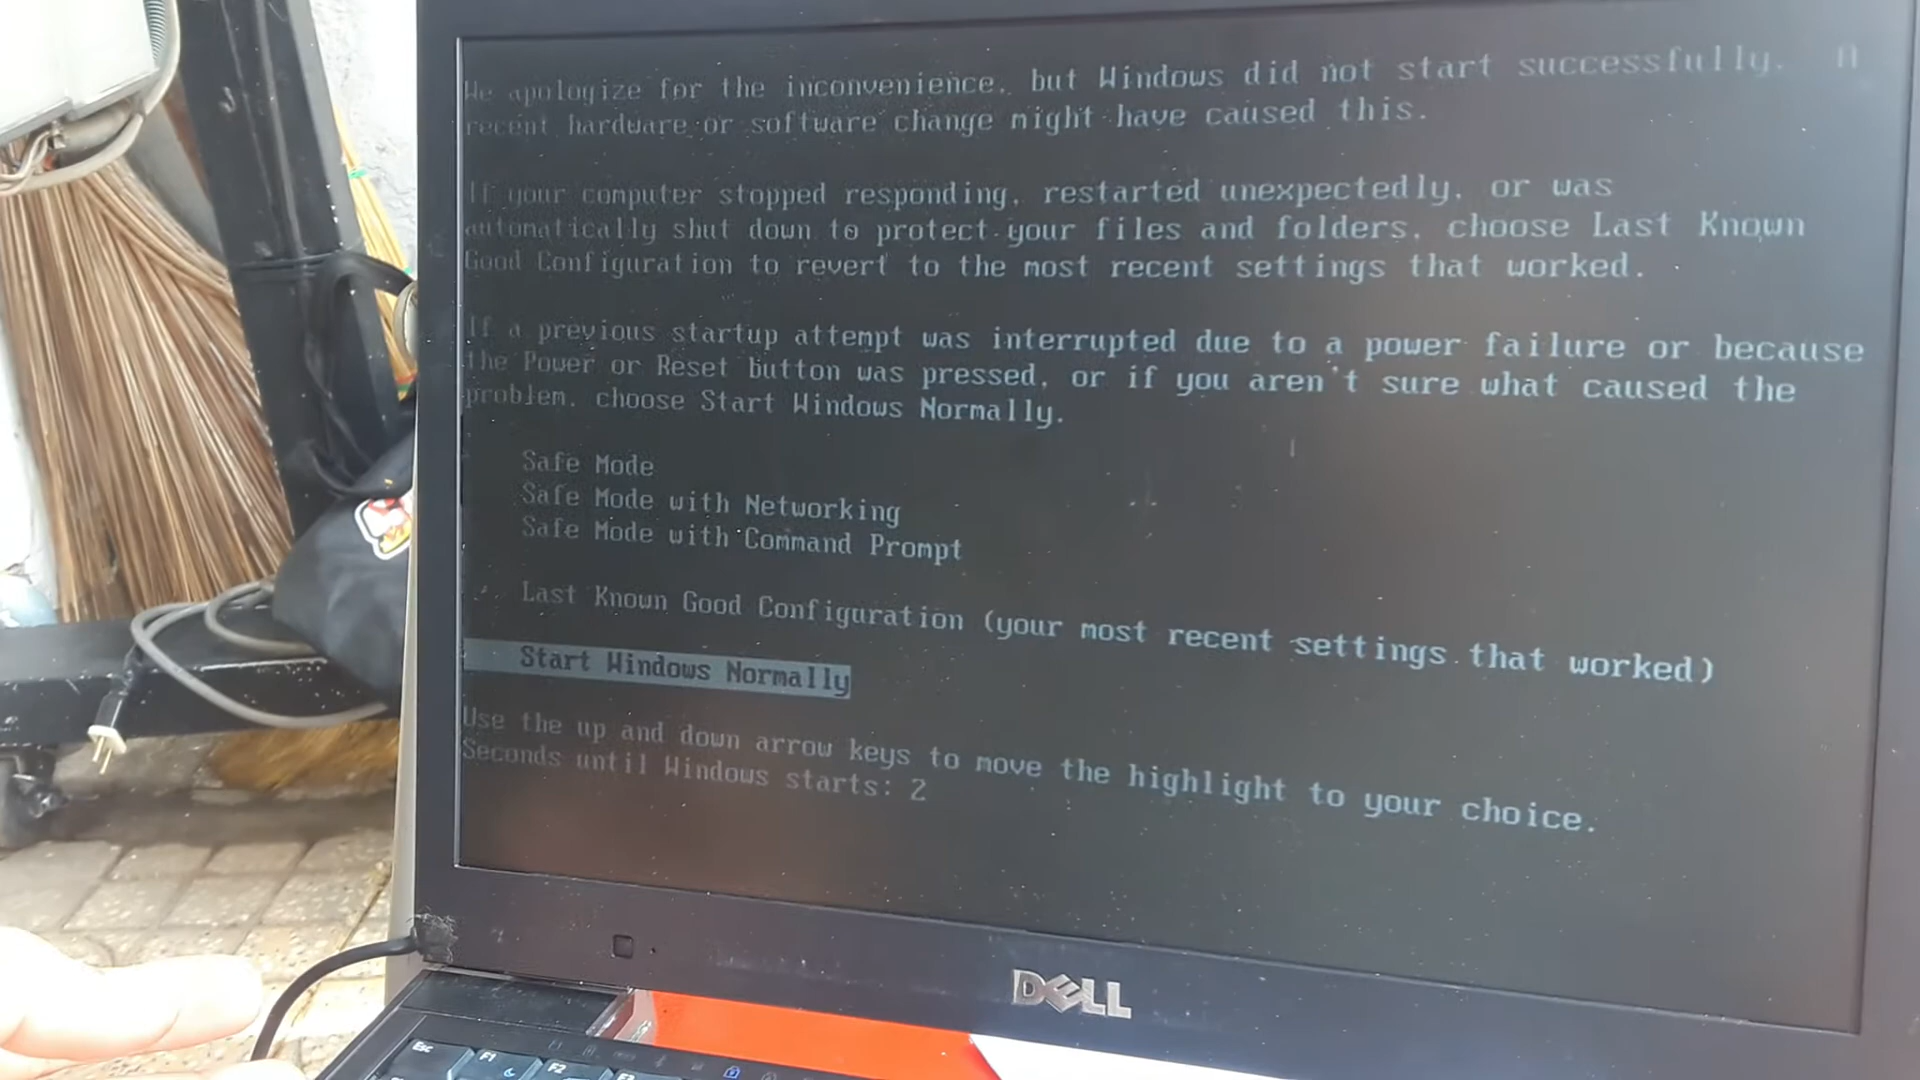 We apologize for the inconvenience, but Windows did not start successfully. A
recent hardware or software change might have caused this.
If your computer stopped responding, restarted unexpectedly, or was
automatically shut down to protect your files and folders, choose Last Known
Good Configuration to revert to the most recent settings that worked.
If a previous startup attempt was interrupted due to a power failure or because
the Power or Reset button was pressed, or if you aren't sure what caused the
problem, choose Start Windows Normally.
Safe Mode
Safe Mode with Networking
Safe Mode with Command Prompt
Last Known Good Configuration (your most recent settings that worked)
Start Windows Normally
Use the up and down arrow keys to move the highlight to your choice.
Seconds until Windows starts: 2
DELL
Esc F1 F2